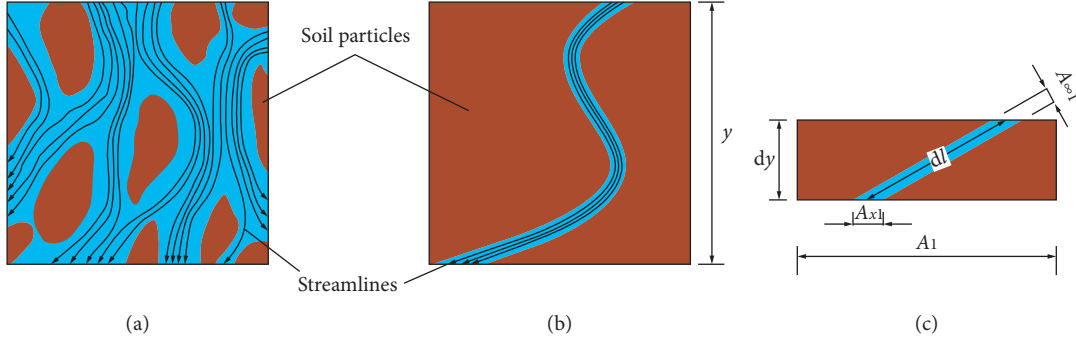 Soil particles
Streamlines
y
dy
dl
A∞1
Ax1
A1
(a)
(b)
(c)